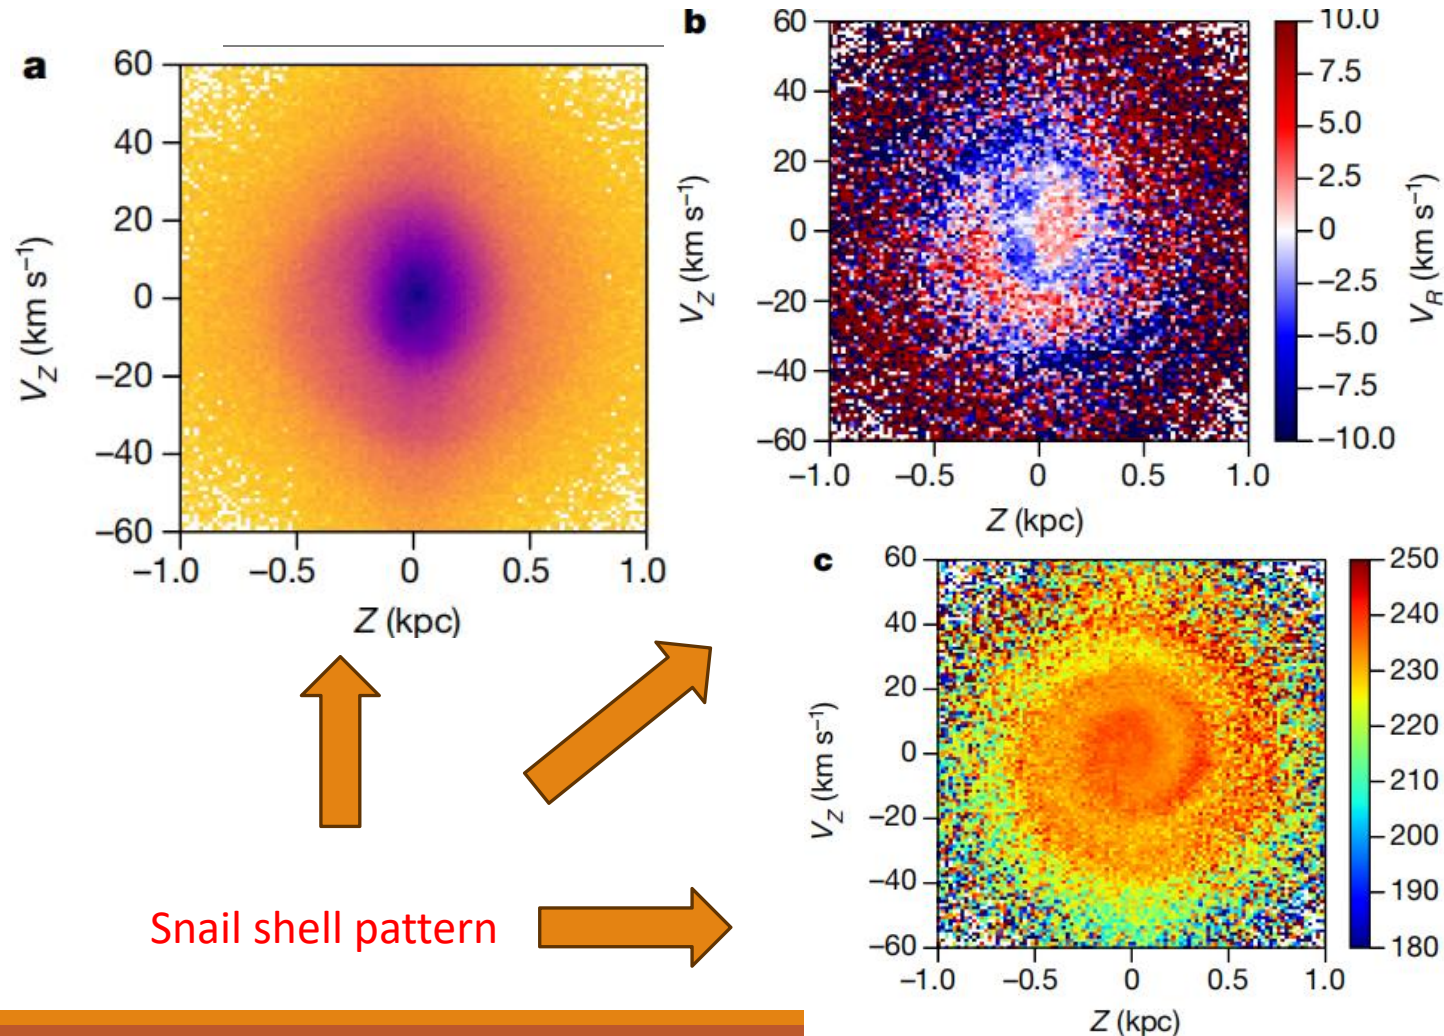 a
60
40
20
0
−20
−40
−60
−1.0 −0.5 0 0.5 1.0
V_Z (km s⁻¹)
Z (kpc)
b
60
40
20
0
−20
−40
−60
−1.0 −0.5 0 0.5 1.0
V_Z (km s⁻¹)
Z (kpc)
10.0
7.5
5.0
2.5
0
−2.5
−5.0
−7.5
−10.0
V_R (km s⁻¹)
c
60
40
20
0
−20
−40
−60
−1.0 −0.5 0 0.5 1.0
V_Z (km s⁻¹)
Z (kpc)
250
240
230
220
210
200
190
180
Snail shell pattern